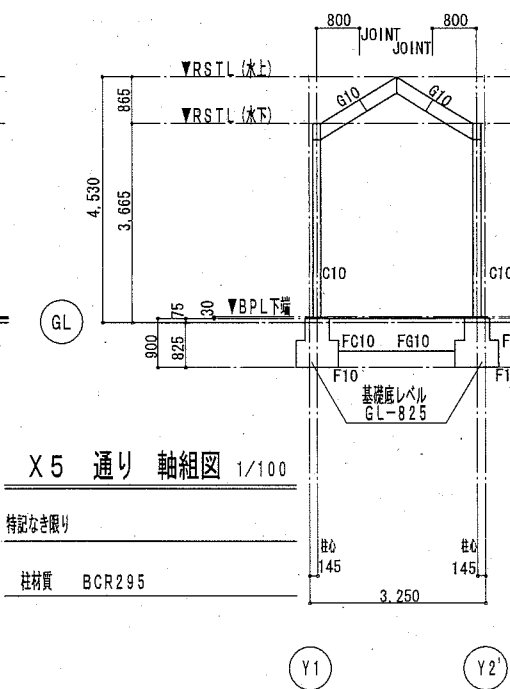 800
800
JOINT
JOINT
▼RSTL (水上)
865
G10
G10
▼RSTL (水下)
4,530
3,665
C10
C10
▼BPL下端
75
30
GL
900
825
FC10
FG10
F10
基礎底レベル
GL-825
X5 通り 軸組図 1/100
特記なき限り
柱心
145
柱心
145
柱材質 BCR295
3,250
Y1
Y2'